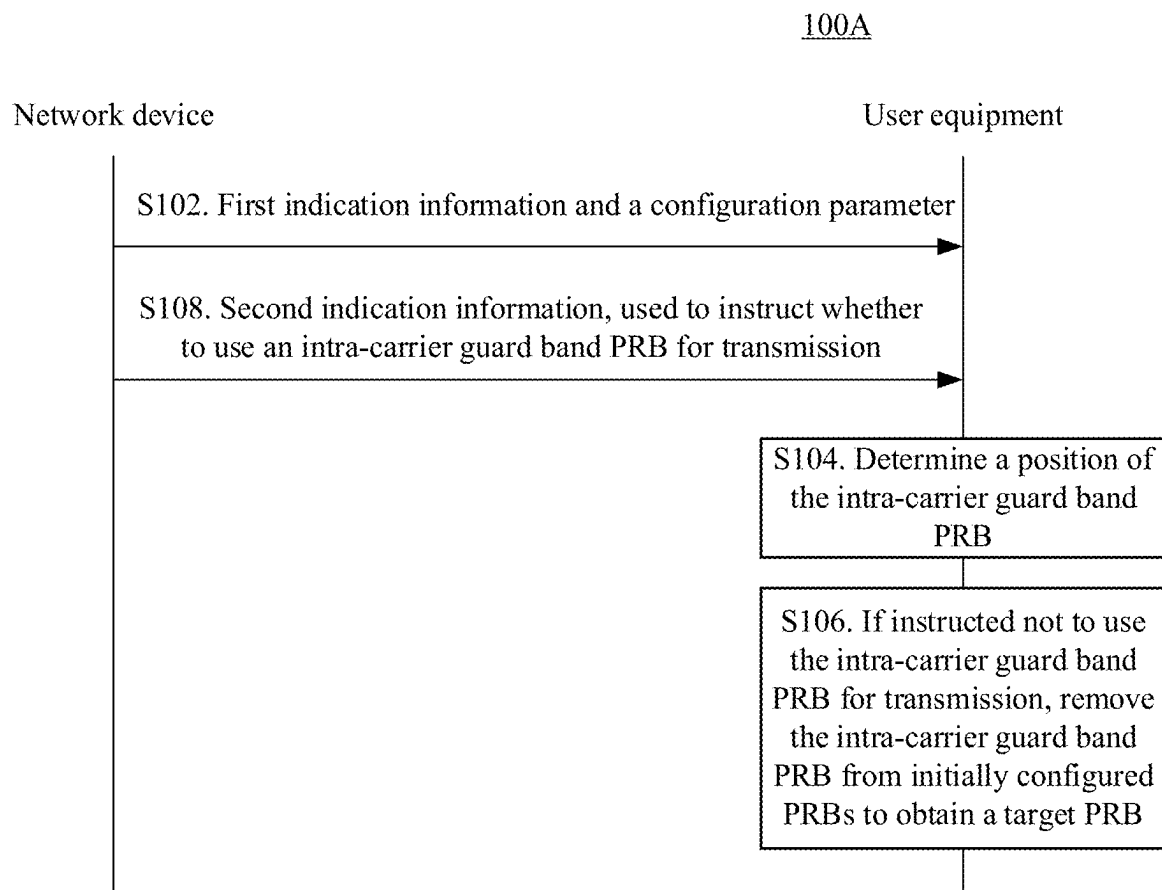 100A
Network device
User equipment
S102. First indication information and a configuration parameter
S108. Second indication information, used to instruct whether
to use an intra-carrier guard band PRB for transmission
S104. Determine a position of
the intra-carrier guard band
PRB
S106. If instructed not to use
the intra-carrier guard band
PRB for transmission, remove
the intra-carrier guard band
PRB from initially configured
PRBs to obtain a target PRB